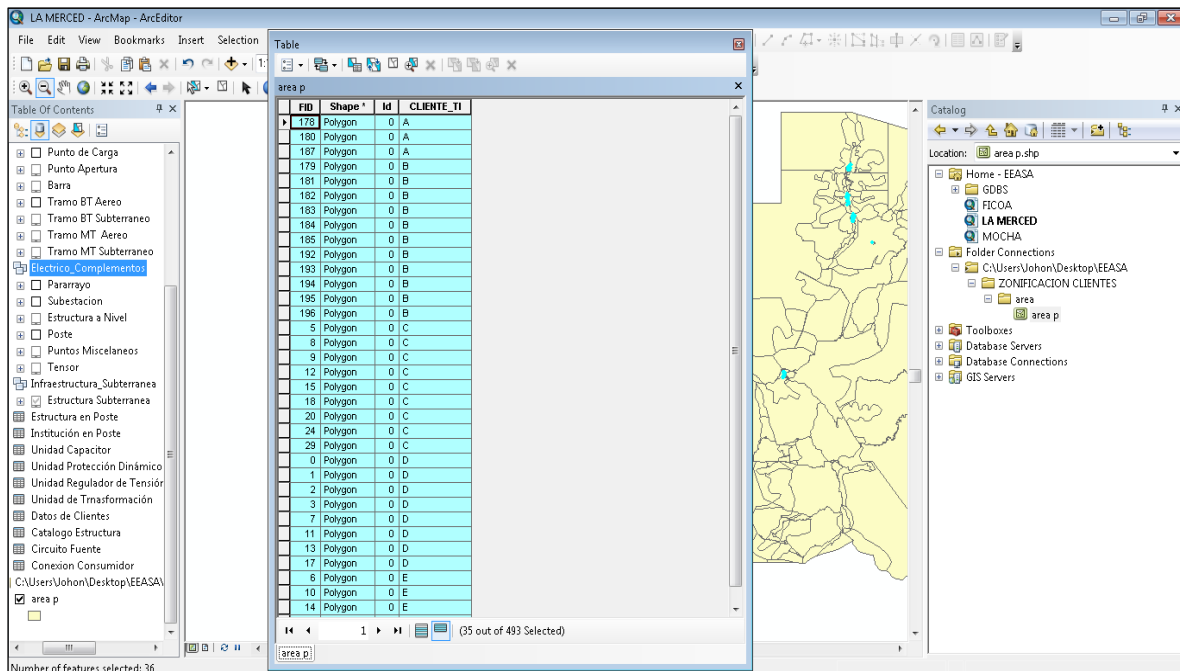 LA MERCED - ArcMap - ArcEditor
File Edit View Bookmarks Insert Selection
Table Of Contents
Punto de Carga
Punto Apertura
Barra
Tramo BT Aereo
Tramo BT Subterraneo
Tramo MT Aereo
Tramo MT Subterraneo
Electrico_Complementos
Pararrayo
Subestacion
Estructura a Nivel
Poste
Puntos Miscelaneos
Tensor
Infraestructura_Subterranea
Estructura Subterranea
Estructura en Poste
Institución en Poste
Unidad Capacitor
Unidad Protección Dinámico
Unidad Regulador de Tensiór
Unidad de Trnasformación
Datos de Clientes
Catalogo Estructura
Circuito Fuente
Conexion Consumidor
C:\Users\Johon\Desktop\EEASA\
area p
Number of features selected: 36
Table
area p
FID Shape * Id CLIENTE_TI
178 Polygon 0 A
180 Polygon 0 A
187 Polygon 0 A
179 Polygon 0 B
181 Polygon 0 B
182 Polygon 0 B
183 Polygon 0 B
184 Polygon 0 B
185 Polygon 0 B
192 Polygon 0 B
193 Polygon 0 B
194 Polygon 0 B
195 Polygon 0 B
196 Polygon 0 B
5 Polygon 0 C
8 Polygon 0 C
9 Polygon 0 C
12 Polygon 0 C
15 Polygon 0 C
18 Polygon 0 C
20 Polygon 0 C
24 Polygon 0 C
29 Polygon 0 C
0 Polygon 0 D
1 Polygon 0 D
2 Polygon 0 D
3 Polygon 0 D
7 Polygon 0 D
11 Polygon 0 D
13 Polygon 0 D
17 Polygon 0 D
6 Polygon 0 E
10 Polygon 0 E
14 Polygon 0 E
1 (35 out of 493 Selected)
area p
Catalog
Location: area p.shp
Home - EEASA
GDBS
FICOA
LA MERCED
MOCHA
Folder Connections
C:\Users\Johon\Desktop\EEASA
ZONIFICACION CLIENTES
area
area p
Toolboxes
Database Servers
Database Connections
GIS Servers